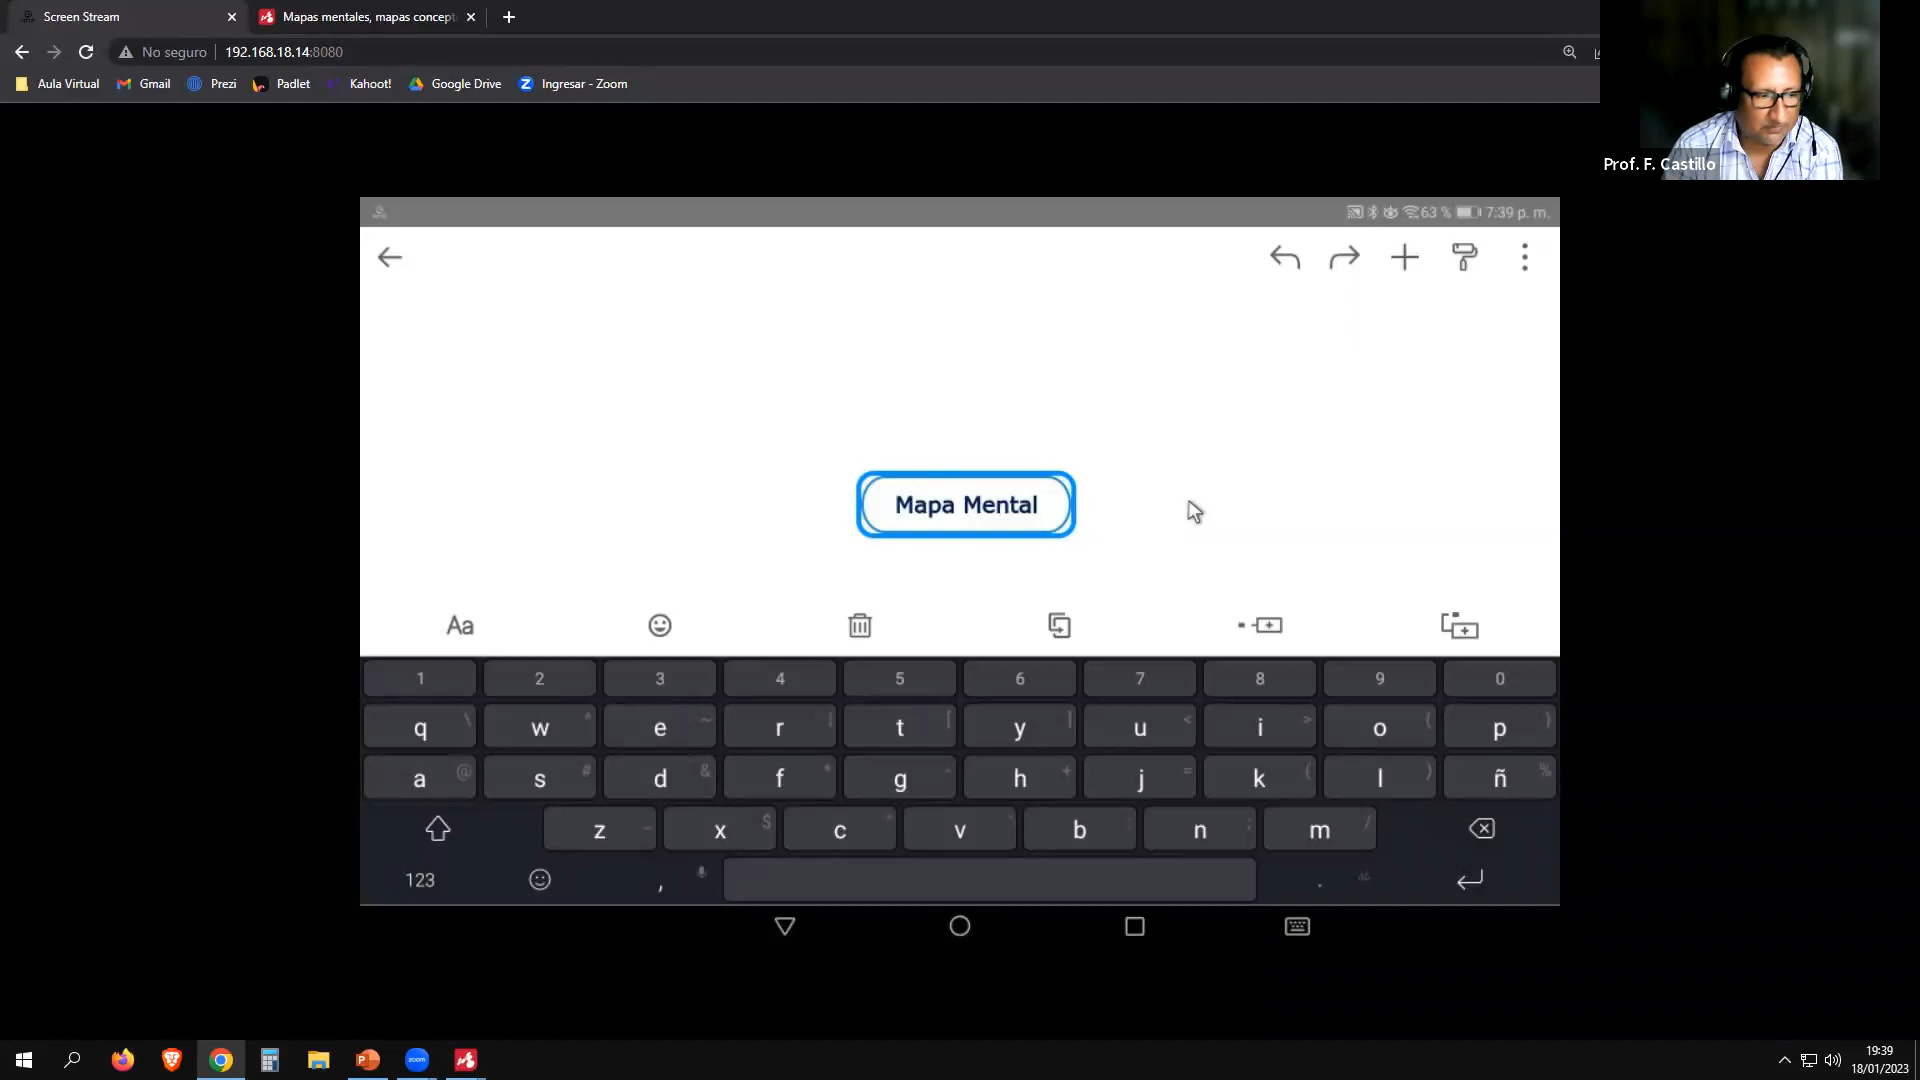 Screen Stream
Mapas mentales, mapas concept
No seguro
192.168.18.14:8080
Aula Virtual
Gmail
Prezi
Padlet
Kahoot!
Google Drive
Ingresar - Zoom
Prof. F. Castillo
63 %
7:39 p. m.
Mapa Mental
Aa
1 2 3 4 5 6 7 8 9 0
q \ w e ~ r | t [ y ] u < i > o { p }
a @ s # d & f * g - h + j = k ( l ) ñ %
z x $ c v b n m /
123 , .
zoom
19:39
18/01/2023